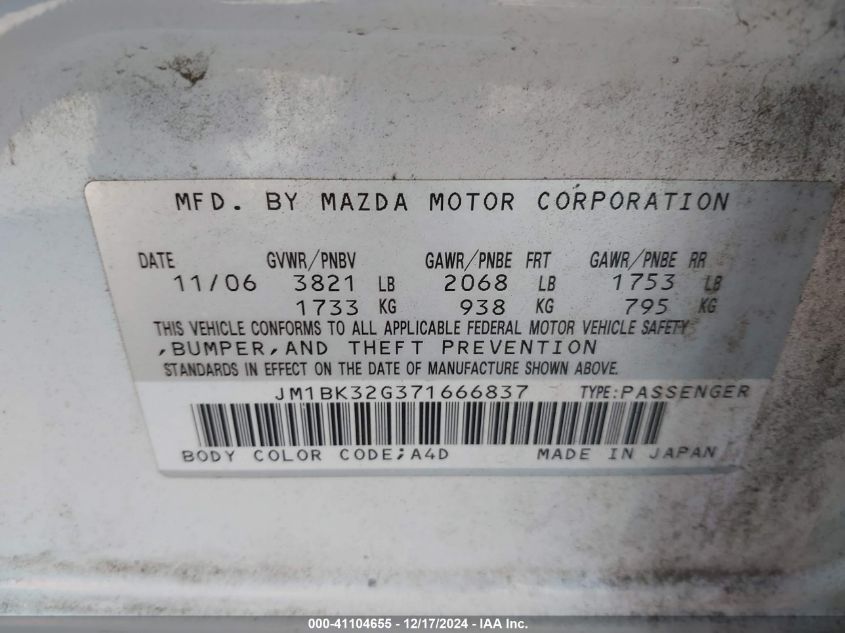 MFD. BY MAZDA MOTOR CORPORATION
DATE GVWR/PNBV GAWR/PNBE FRT GAWR/PNBE RR
11/06 3821 LB 2068 LB 1753 LB
1733 KG 938 KG 795 KG
THIS VEHICLE CONFORMS TO ALL APPLICABLE FEDERAL MOTOR VEHICLE SAFETY
,BUMPER,AND THEFT PREVENTION
STANDARDS IN EFFECT ON THE DATE OF MANUFACTURE SHOWN ABOVE.
JM1BK32G371666837 TYPE:PASSENGER
BODY COLOR CODE;A4D MADE IN JAPAN
000-41104655 - 12/17/2024 - IAA Inc.